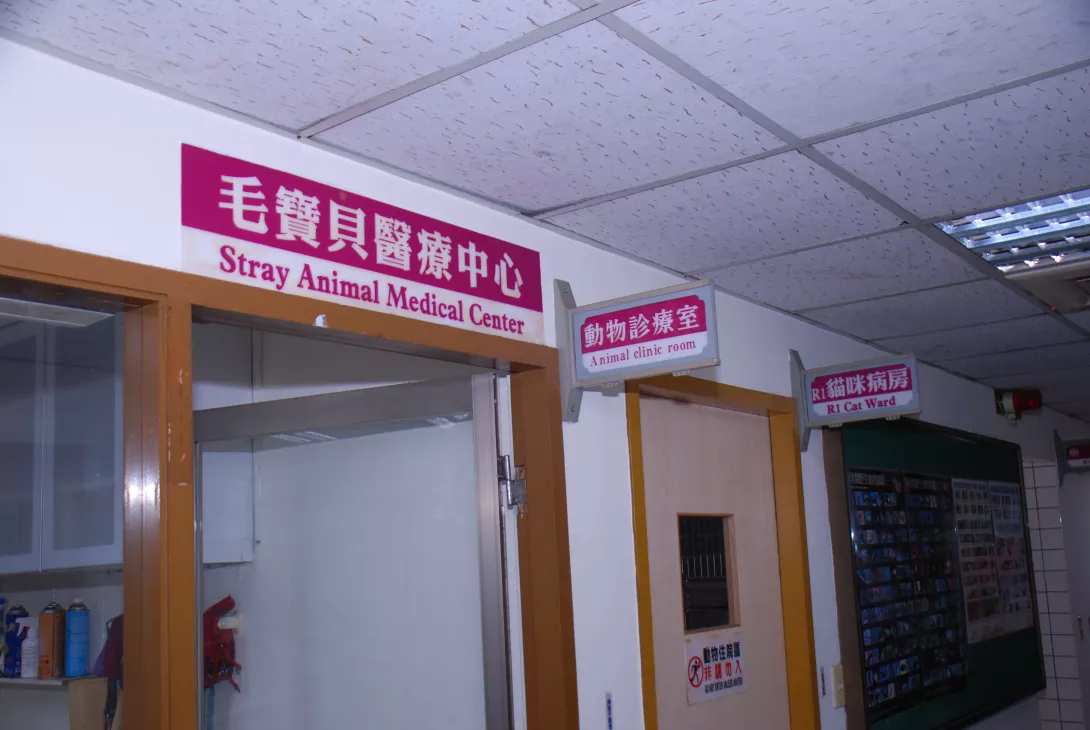 毛寶貝醫療中心
Stray Animal Medical Center
動物診療室
Animal clinic room
R1貓咪病房
R1 Cat Ward
動物住院區
非請勿入